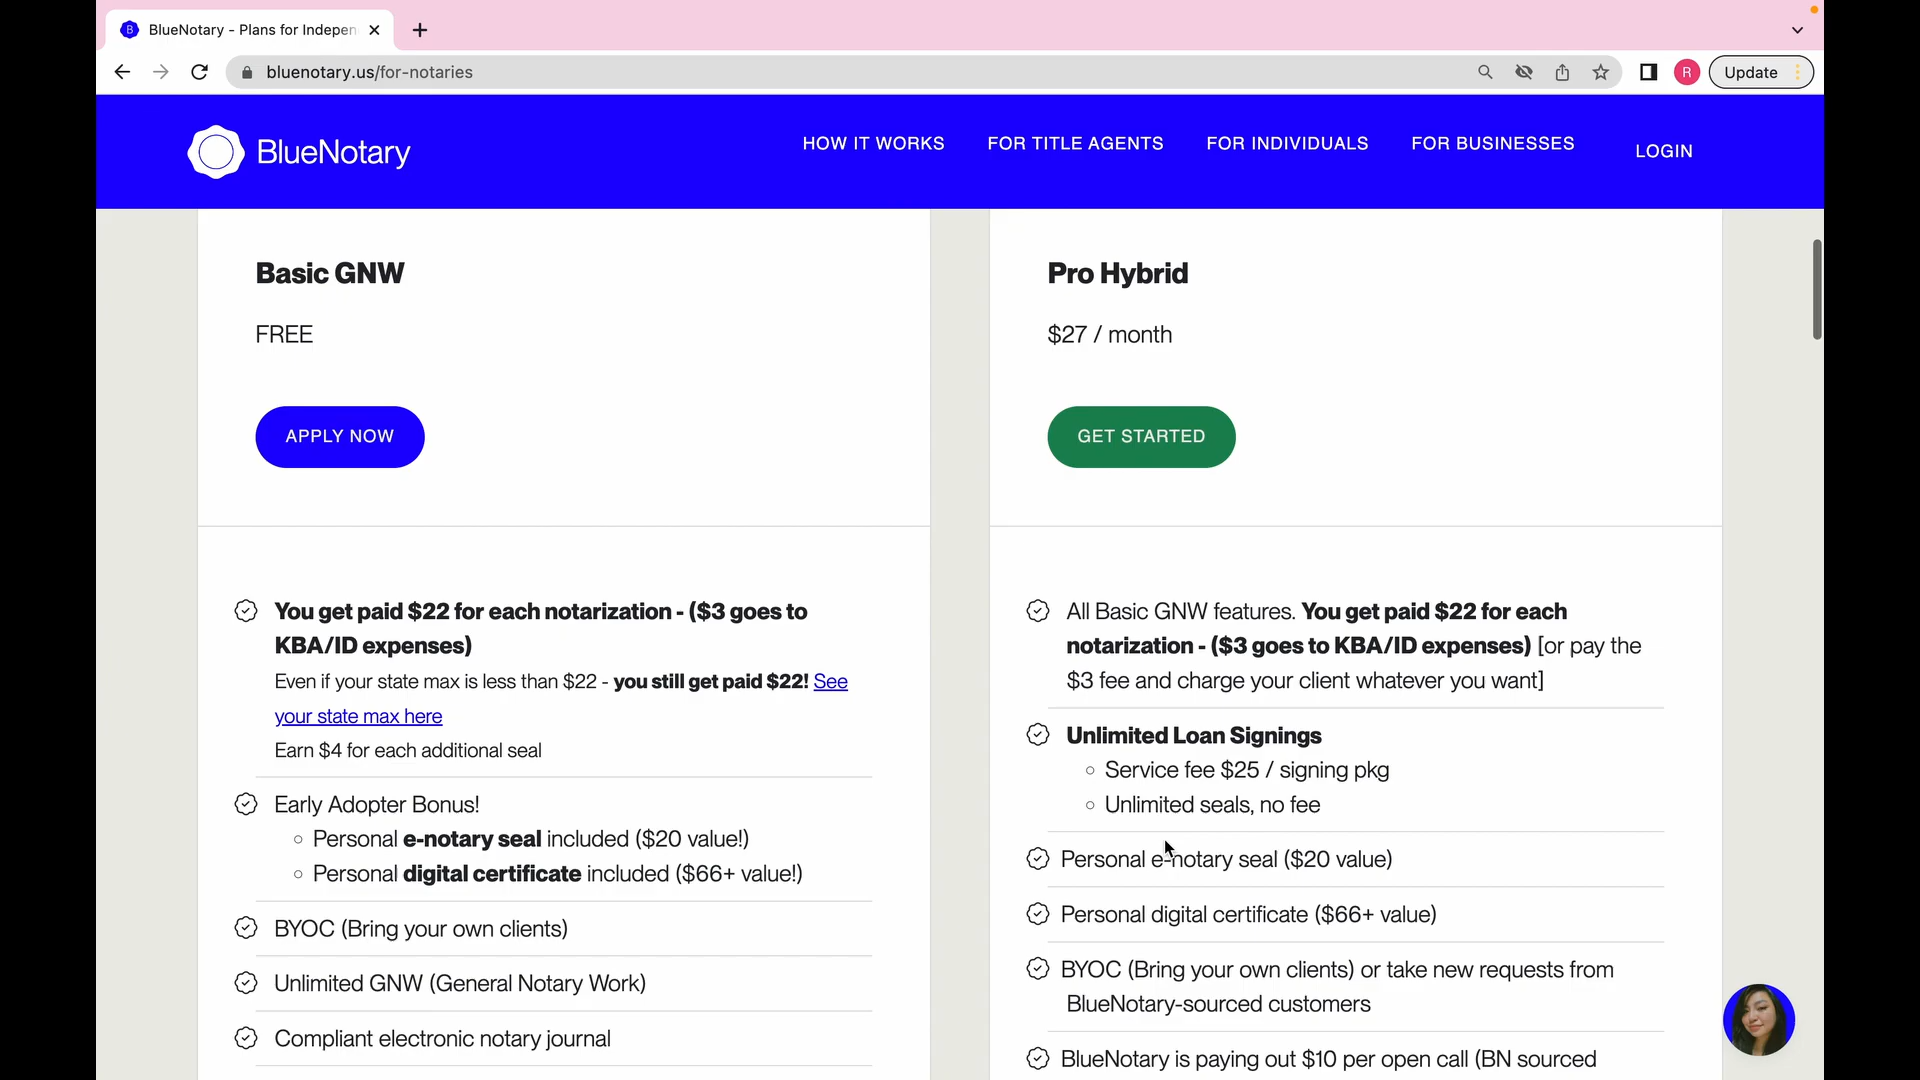 BlueNotary - Plans for Indepen
bluenotary.us/for-notaries
R
Update
BlueNotary
HOW IT WORKS
FOR TITLE AGENTS
FOR INDIVIDUALS
FOR BUSINESSES
LOGIN
Basic GNW
FREE
APPLY NOW
You get paid $22 for each notarization - ($3 goes to
KBA/ID expenses)
Even if your state max is less than $22 - you still get paid $22! See
your state max here
Earn $4 for each additional seal
Early Adopter Bonus!
Personal e-notary seal included ($20 value!)
Personal digital certificate included ($66+ value!)
BYOC (Bring your own clients)
Unlimited GNW (General Notary Work)
Compliant electronic notary journal
Pro Hybrid
$27 / month
GET STARTED
All Basic GNW features. You get paid $22 for each
notarization - ($3 goes to KBA/ID expenses) [or pay the
$3 fee and charge your client whatever you want]
Unlimited Loan Signings
Service fee $25 / signing pkg
Unlimited seals, no fee
Personal e-notary seal ($20 value)
Personal digital certificate ($66+ value)
BYOC (Bring your own clients) or take new requests from
BlueNotary-sourced customers
BlueNotary is paying out $10 per open call (BN sourced